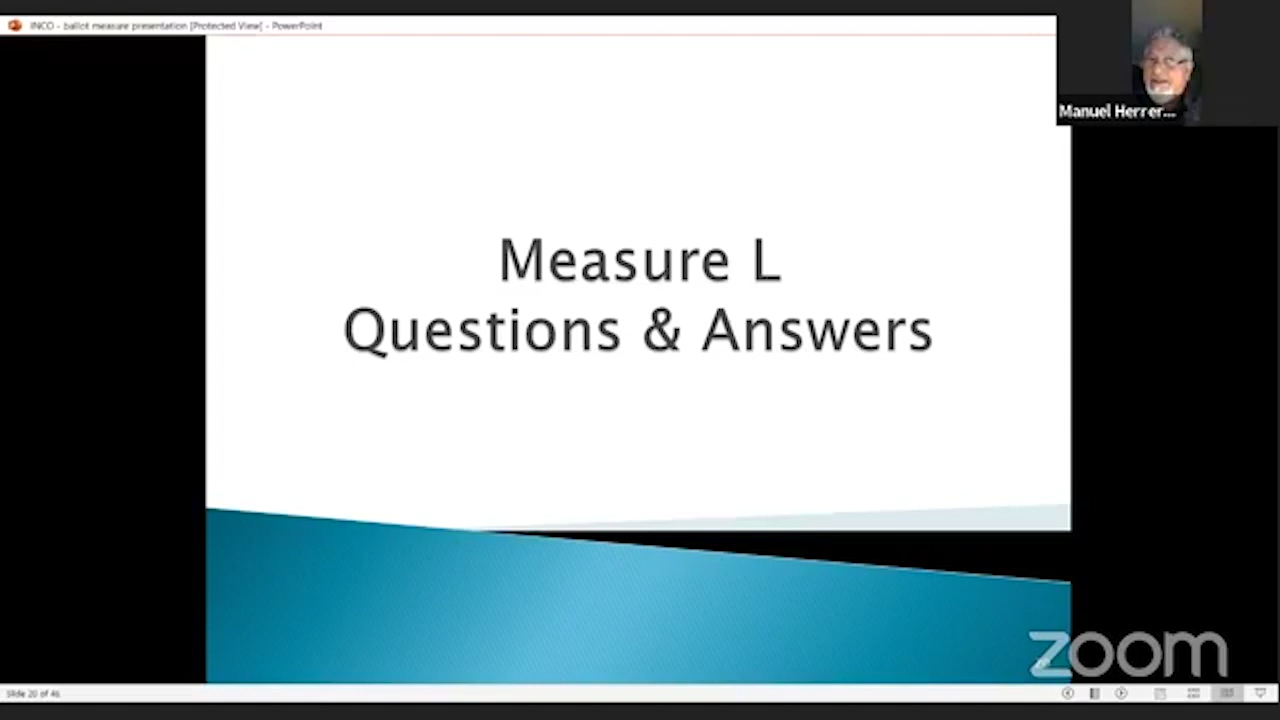 INCO - ballot measure presentation [Protected View] - PowerPoint
Manuel Herrer...
Measure L
Questions & Answers
zoom
Slide 20 of 46